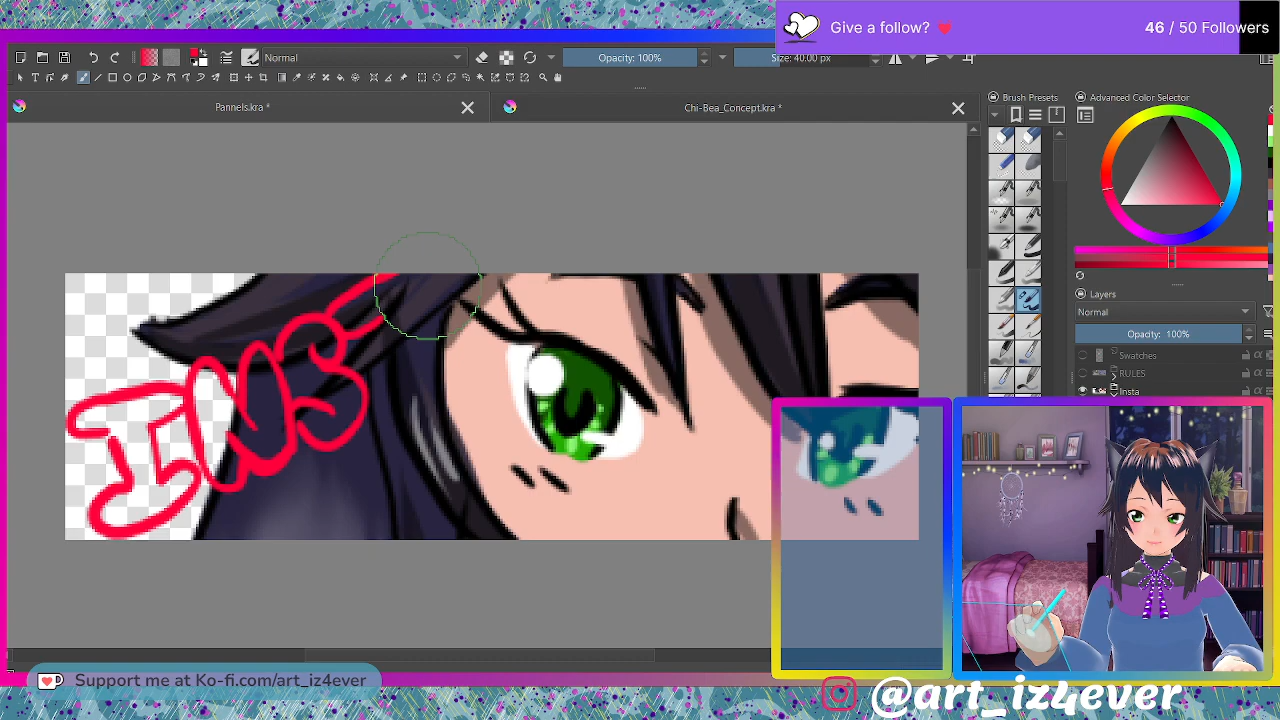 Give a follow? 46 / 50 Followers
Normal Opacity: 100% Size: 40.00 px
Pannels.kra * Chi-Bea_Concept.kra *
Brush Presets Advanced Color Selector
Layers
Normal
Opacity: 100%
Swatches
RULES
Insta
INS
Support me at Ko-fi.com/art_iz4ever
@art_iz4ever